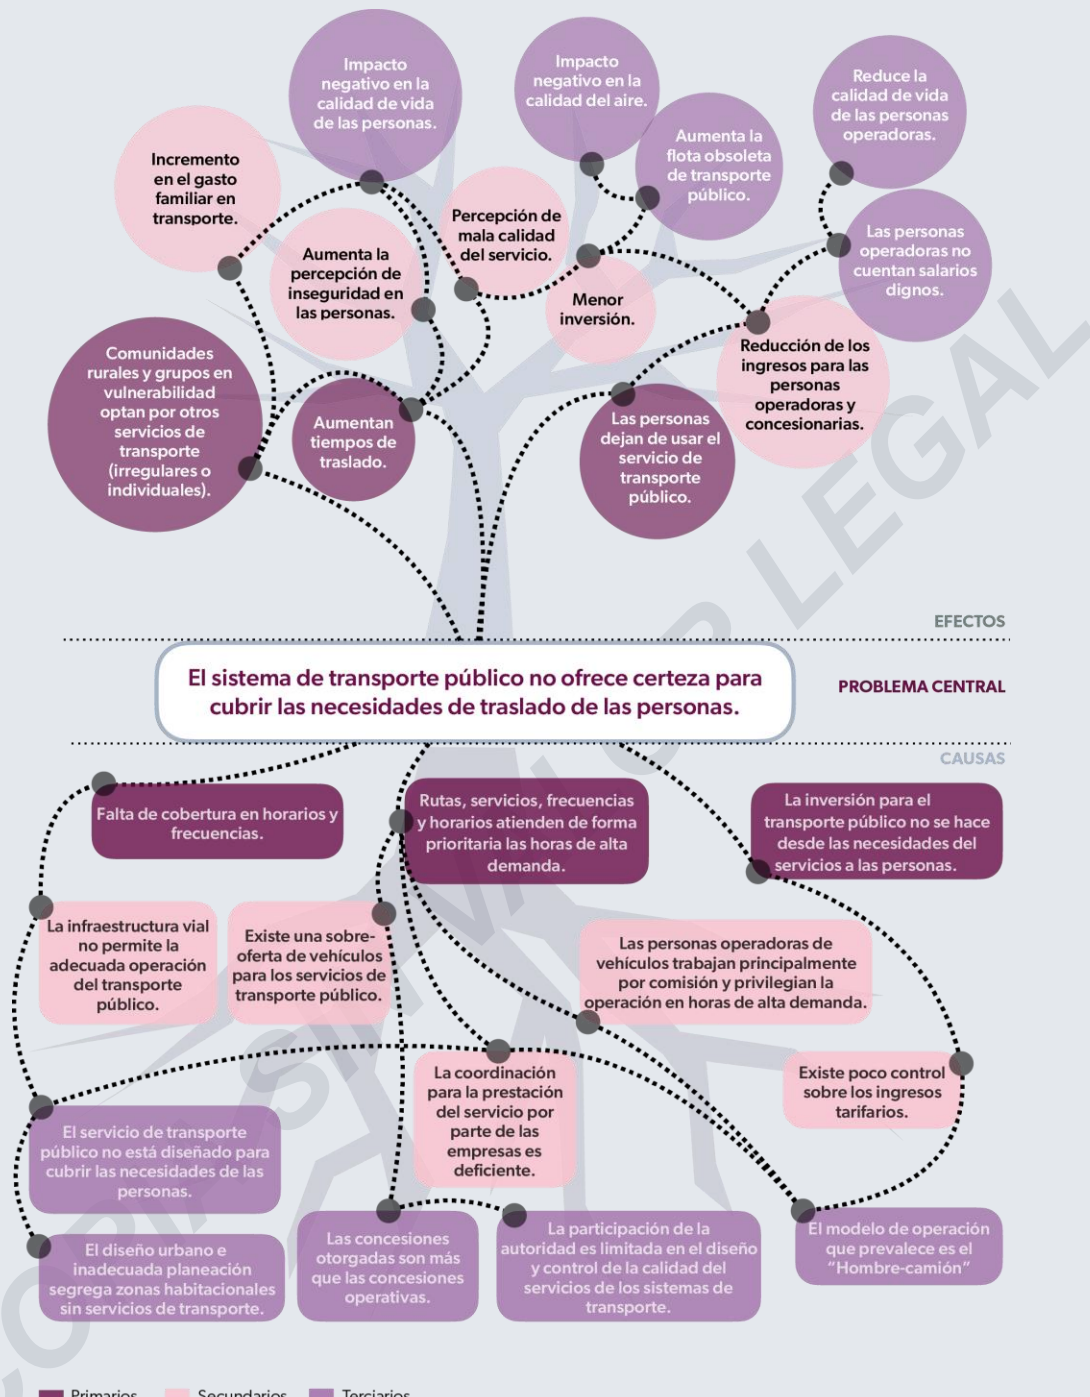 Impacto
negativo en la
calidad de vida
de las personas.
Impacto
negativo en la
calidad del aire.
Reduce la
calidad de vida
de las personas
operadoras.
Aumenta la
flota obsoleta
de transporte
público.
Incremento
en el gasto
familiar en
transporte.
Percepción de
mala calidad
del servicio.
Las personas
operadoras no
cuentan salarios
dignos.
Aumenta la
percepción de
inseguridad en
las personas.
Menor
inversión.
Reducción de los
ingresos para las
personas
operadoras y
concesionarias.
Comunidades
rurales y grupos en
vulnerabilidad
optan por otros
servicios de
transporte
(irregulares o
individuales).
Aumentan
tiempos de
traslado.
Las personas
dejan de usar el
servicio de
transporte
público.
EFECTOS
El sistema de transporte público no ofrece certeza para
cubrir las necesidades de traslado de las personas.
PROBLEMA CENTRAL
CAUSAS
Falta de cobertura en horarios y
frecuencias.
Rutas, servicios, frecuencias
y horarios atienden de forma
prioritaria las horas de alta
demanda.
La inversión para el
transporte público no se hace
desde las necesidades del
servicios a las personas.
La infraestructura vial
no permite la
adecuada operación
del transporte
público.
Existe una sobre-
oferta de vehículos
para los servicios de
transporte público.
Las personas operadoras de
vehículos trabajan principalmente
por comisión y privilegian la
operación en horas de alta demanda.
La coordinación
para la prestación
del servicio por
parte de las
empresas es
deficiente.
Existe poco control
sobre los ingresos
tarifarios.
El servicio de transporte
público no está diseñado para
cubrir las necesidades de las
personas.
El diseño urbano e
inadecuada planeación
segrega zonas habitacionales
sin servicios de transporte.
Las concesiones
otorgadas son más
que las concesiones
operativas.
La participación de la
autoridad es limitada en el diseño
y control de la calidad del
servicios de los sistemas de
transporte.
El modelo de operación
que prevalece es el
“Hombre-camión”
Primarios
Secundarios
Terciarios
COPIA SIN VALOR LEGAL